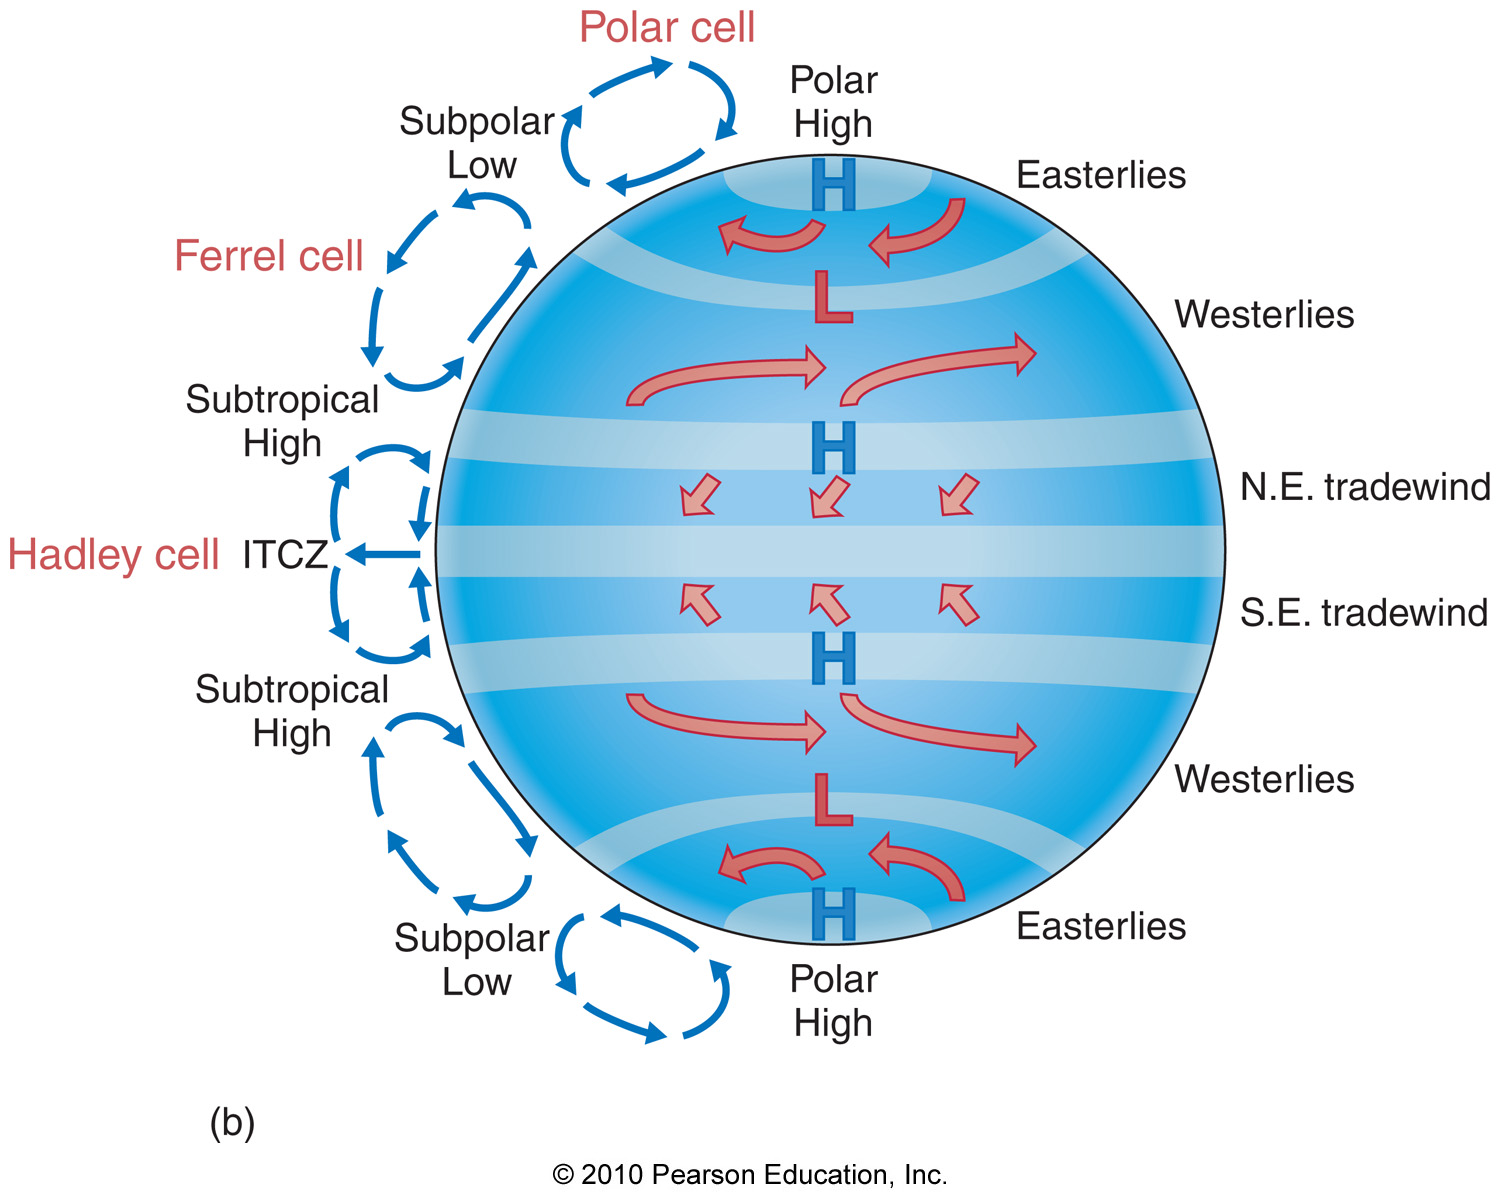 Polar cell
Polar
High
Subpolar
Low
H
Easterlies
Ferrel cell
L
Westerlies
Subtropical
High
H
N.E. tradewind
Hadley cell
ITCZ
S.E. tradewind
H
Subtropical
High
Westerlies
L
Subpolar
Low
H
Easterlies
Polar
High
(b)
© 2010 Pearson Education, Inc.